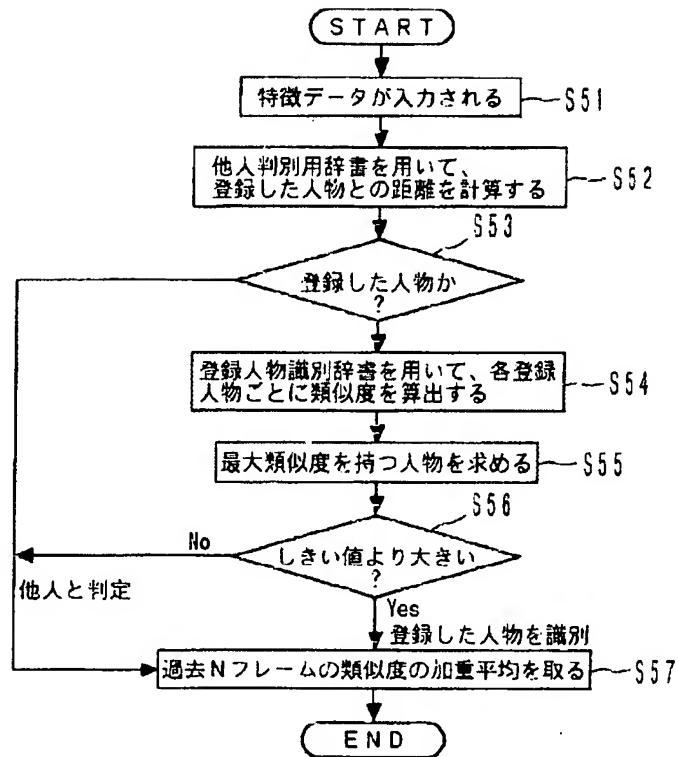 START
特徴データが入力される
S51
他人判別用辞書を用いて、
登録した人物との距離を計算する
S52
S53
登録した人物か
?
登録人物識別辞書を用いて、各登録
人物ごとに類似度を算出する
S54
最大類似度を持つ人物を求める
S55
S56
No
しきい値より大きい
?
他人と判定
Yes
登録した人物を識別
過去Nフレームの類似度の加重平均を取る
S57
END